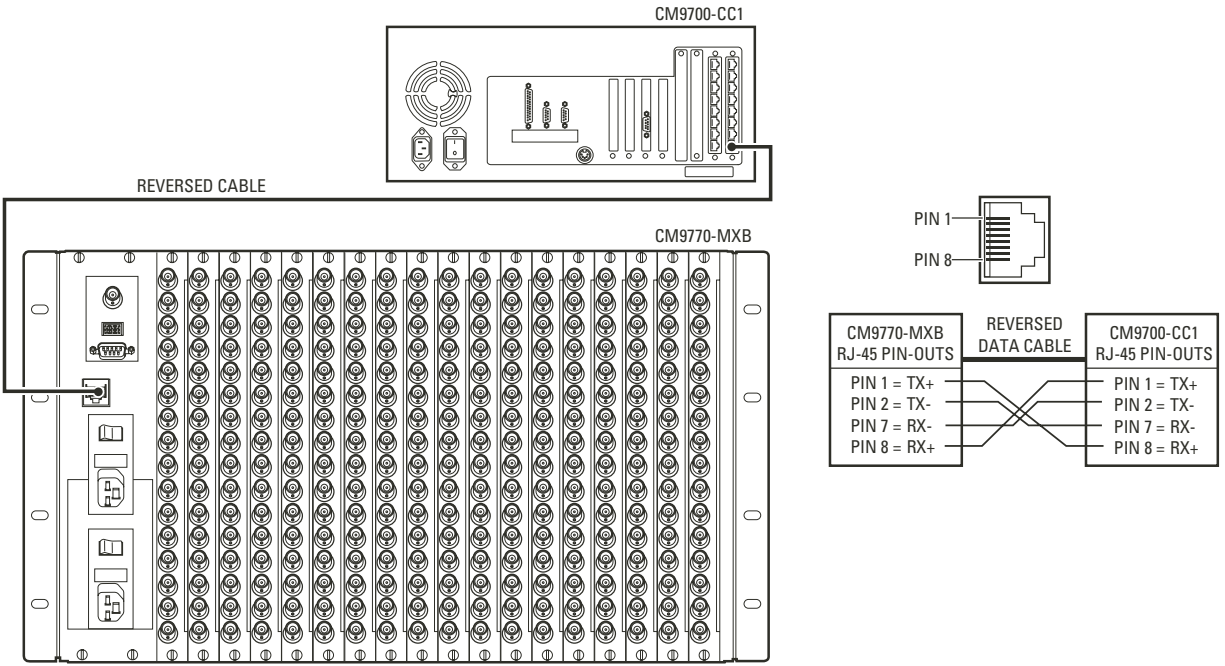 CM9700-CC1
REVERSED CABLE
CM9770-MXB
PIN 1
PIN 8
CM9770-MXB
RJ-45 PIN-OUTS
REVERSED
DATA CABLE
CM9700-CC1
RJ-45 PIN-OUTS
PIN 1 = TX+
PIN 2 = TX-
PIN 7 = RX-
PIN 8 = RX+
PIN 1 = TX+
PIN 2 = TX-
PIN 7 = RX-
PIN 8 = RX+